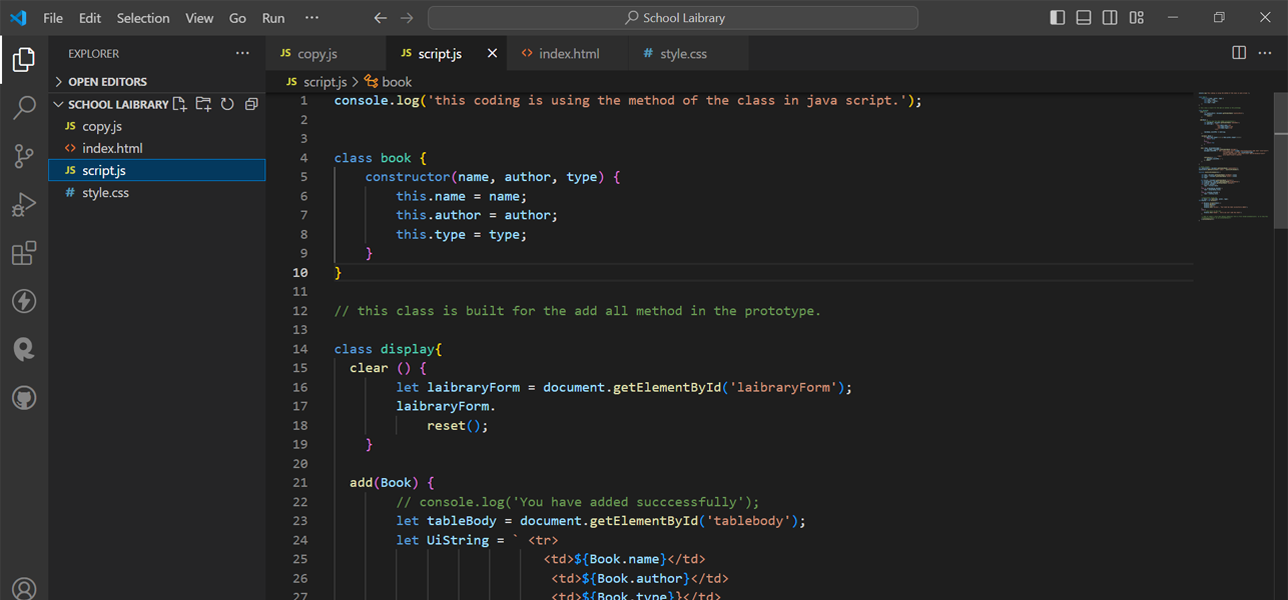 File Edit Selection View Go Run ··· School Laibrary
EXPLORER ···
OPEN EDITORS
SCHOOL LAIBRARY
JS copy.js
<> index.html
JS script.js
# style.css
JS copy.js JS script.js <> index.html # style.css
JS script.js > book
1 console.log('this coding is using the method of the class in java script.');
2
3
4 class book {
5 constructor(name, author, type) {
6 this.name = name;
7 this.author = author;
8 this.type = type;
9 }
10 }
11
12 // this class is built for the add all method in the prototype.
13
14 class display{
15 clear () {
16 let laibraryForm = document.getElementById('laibraryForm');
17 laibraryForm.
18 reset();
19 }
20
21 add(Book) {
22 // console.log('You have added succcessfully');
23 let tableBody = document.getElementById('tablebody');
24 let UiString = ` <tr>
25 <td>${Book.name}</td>
26 <td>${Book.author}</td>
27 <td>${Book.type}}</td>